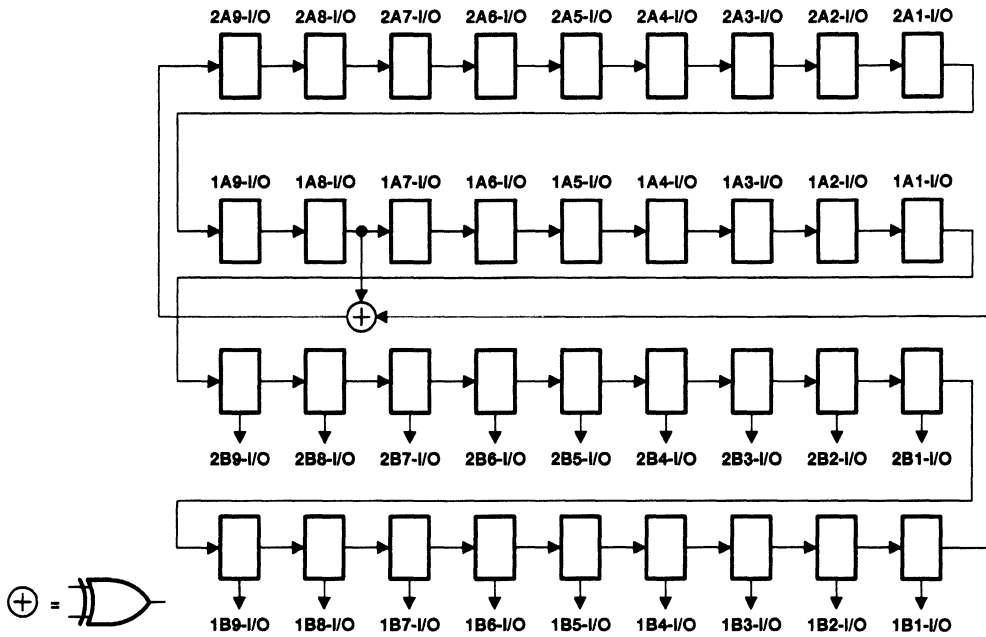 2A9-I/O 2A8-I/O 2A7-I/O 2A6-I/O 2A5-I/O 2A4-I/O 2A3-I/O 2A2-I/O 2A1-I/O
1A9-I/O 1A8-I/O 1A7-I/O 1A6-I/O 1A5-I/O 1A4-I/O 1A3-I/O 1A2-I/O 1A1-I/O
+
2B9-I/O 2B8-I/O 2B7-I/O 2B6-I/O 2B5-I/O 2B4-I/O 2B3-I/O 2B2-I/O 2B1-I/O
+ =
1B9-I/O 1B8-I/O 1B7-I/O 1B6-I/O 1B5-I/O 1B4-I/O 1B3-I/O 1B2-I/O 1B1-I/O